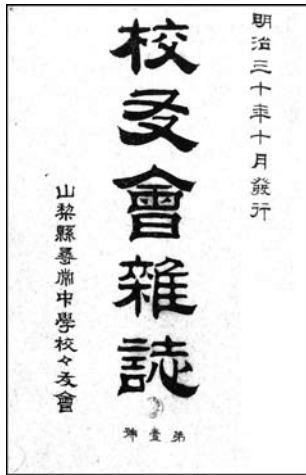 明治三十年十月發行
校友會雜誌
第壹號
山梨縣尋常中學校々友會